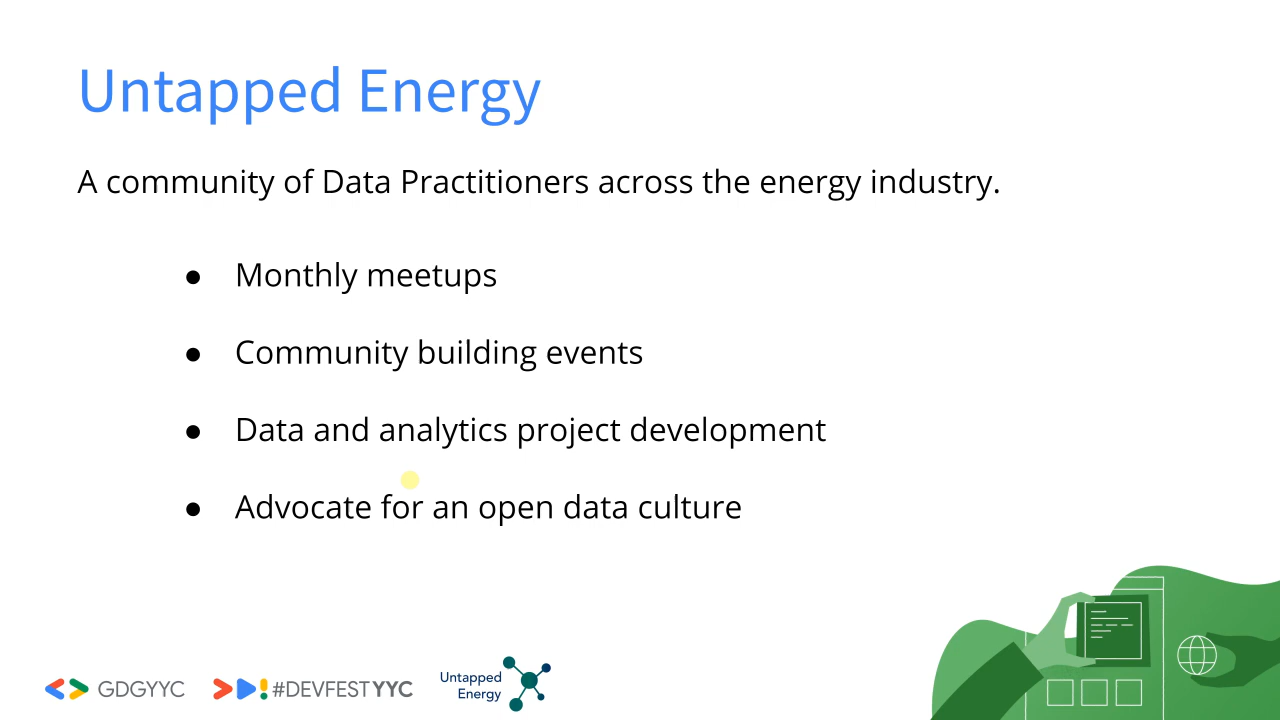 Untapped Energy
A community of Data Practitioners across the energy industry.
● Monthly meetups
● Community building events
● Data and analytics project development
● Advocate for an open data culture
GDGYYC
#DEVFESTYYC
Untapped
Energy